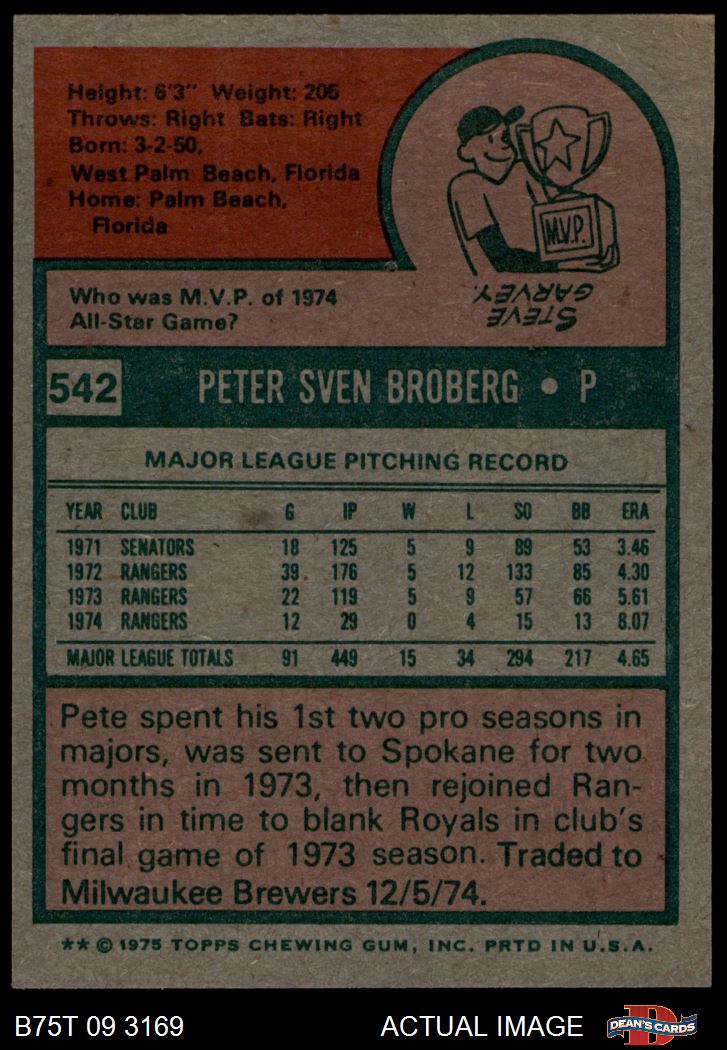 Height: 6'3" Weight: 205
Throws: Right Bats: Right
Born: 3-2-50,
West Palm Beach, Florida
Home: Palm Beach,
Florida
M.V.P.
Who was M.V.P. of 1974
All-Star Game?
STEVE
GARVEY
542 PETER SVEN BROBERG • P
MAJOR LEAGUE PITCHING RECORD
YEAR CLUB G IP W L SO BB ERA
1971 SENATORS 18 125 5 9 89 53 3.46
1972 RANGERS 39 176 5 12 133 85 4.30
1973 RANGERS 22 119 5 9 57 66 5.61
1974 RANGERS 12 29 0 4 15 13 8.07
MAJOR LEAGUE TOTALS 91 449 15 34 294 217 4.65
Pete spent his 1st two pro seasons in
majors, was sent to Spokane for two
months in 1973, then rejoined Ran-
gers in time to blank Royals in club's
final game of 1973 season. Traded to
Milwaukee Brewers 12/5/74.
** © 1975 TOPPS CHEWING GUM, INC. PRTD IN U.S.A.
B75T 09 3169 ACTUAL IMAGE DEAN'S CARDS